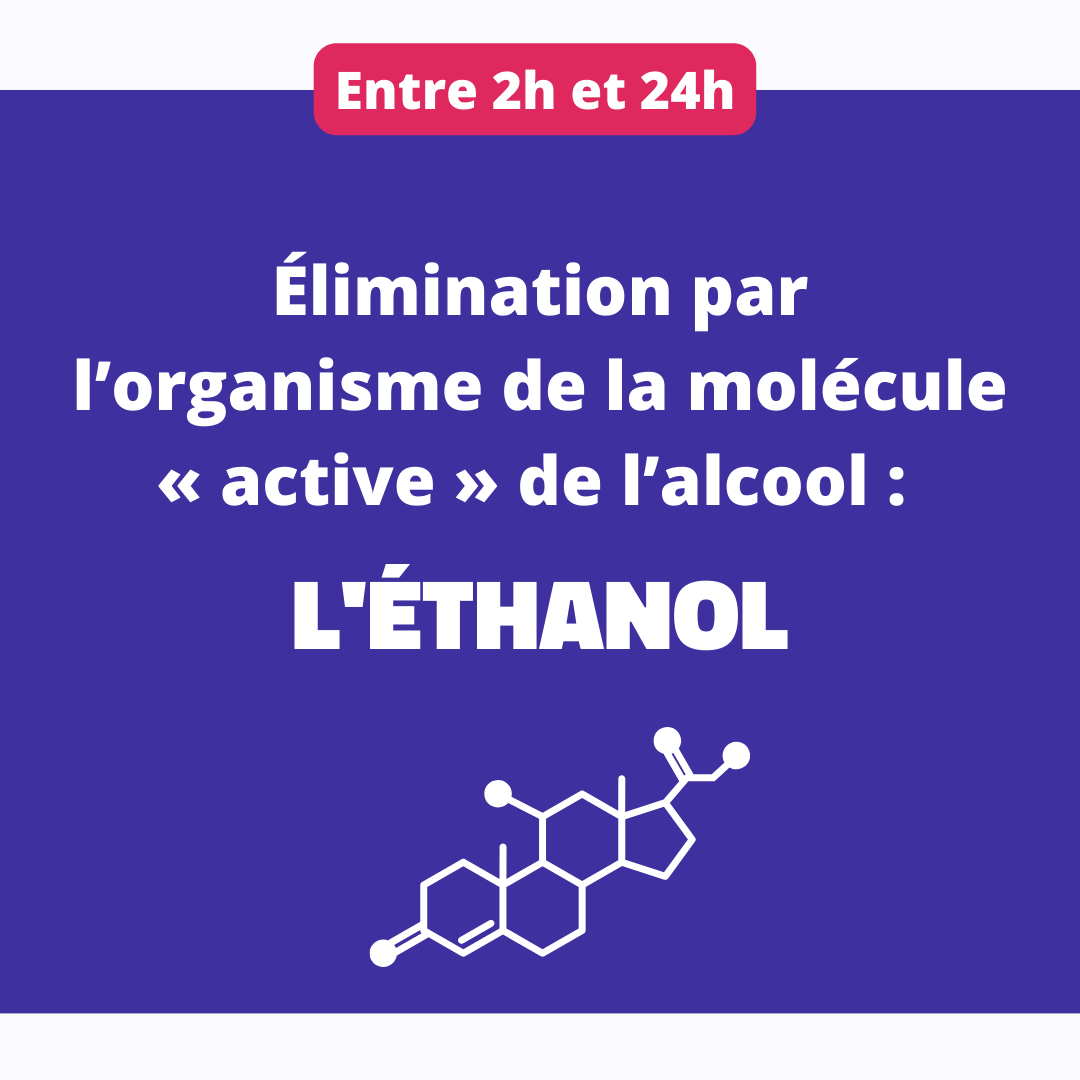 Entre 2h et 24h
Élimination par
l’organisme de la molécule
« active » de l’alcool :
L'ÉTHANOL